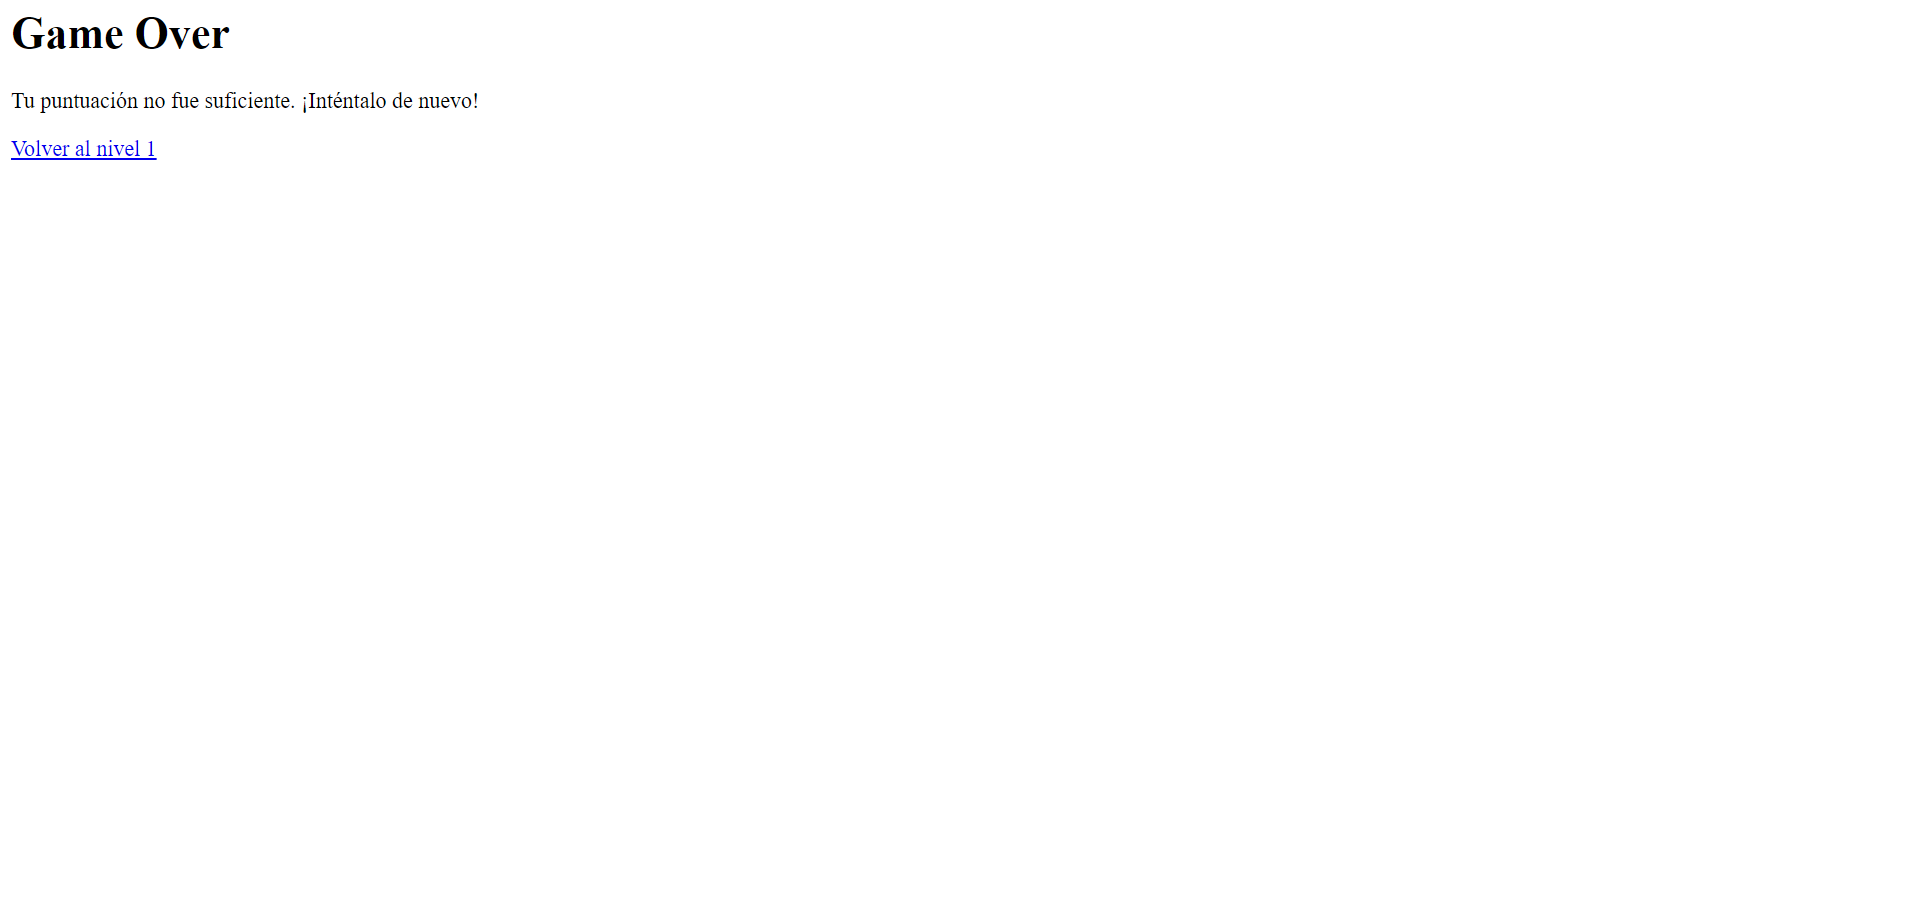 Game Over
Tu puntuación no fue suficiente. ¡Inténtalo de nuevo!
Volver al nivel 1